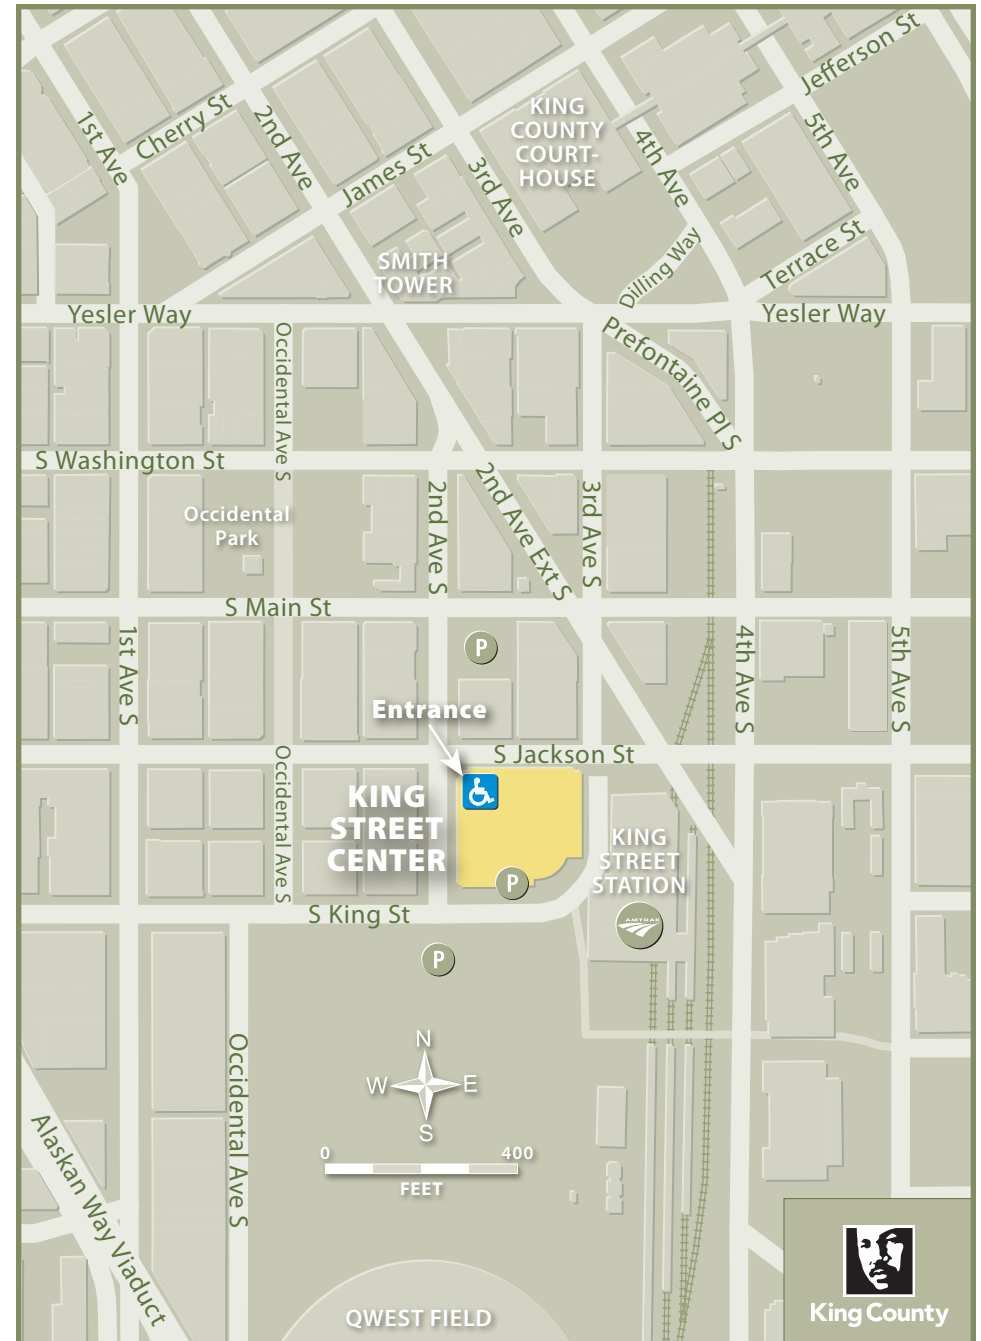 Jefferson St
1st Ave
Cherry St
2nd Ave
James St
3rd Ave
KING
COUNTY
COURT-
HOUSE
4th Ave
5th Ave
SMITH
TOWER
Dilling Way
Terrace St
Yesler Way
Yesler Way
Occidental Ave S
Prefontaine Pl S
S Washington St
2nd Ave S
2nd Ave Ext S
3rd Ave S
Occidental
Park
S Main St
1st Ave S
P
4th Ave S
5th Ave S
Entrance
S Jackson St
Occidental Ave S
KING
STREET
CENTER
KING
STREET
STATION
P
S King St
AMTRAK
P
N
W
E
S
0
400
FEET
Occidental Ave S
Alaskan Way Viaduct
QWEST FIELD
King County